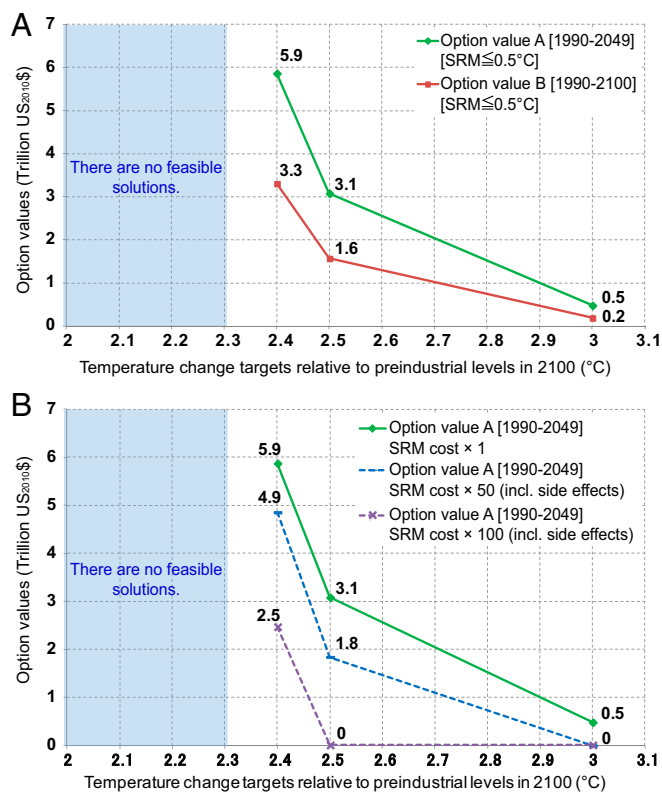 A
Option values (Trillion US2010$)
7
6
5
4
3
2
1
0
Option value A [1990-2049]
[SRM≦0.5°C]
Option value B [1990-2100]
[SRM≦0.5°C]
There are no feasible
solutions.
5.9
3.3
3.1
1.6
0.5
0.2
2 2.1 2.2 2.3 2.4 2.5 2.6 2.7 2.8 2.9 3 3.1
Temperature change targets relative to preindustrial levels in 2100 (°C)
B
Option values (Trillion US2010$)
7
6
5
4
3
2
1
0
Option value A [1990-2049]
SRM cost × 1
Option value A [1990-2049]
SRM cost × 50 (incl. side effects)
Option value A [1990-2049]
SRM cost × 100 (incl. side effects)
There are no feasible
solutions.
5.9
4.9
3.1
2.5
1.8
0
0.5
0
2 2.1 2.2 2.3 2.4 2.5 2.6 2.7 2.8 2.9 3 3.1
Temperature change targets relative to preindustrial levels in 2100 (°C)